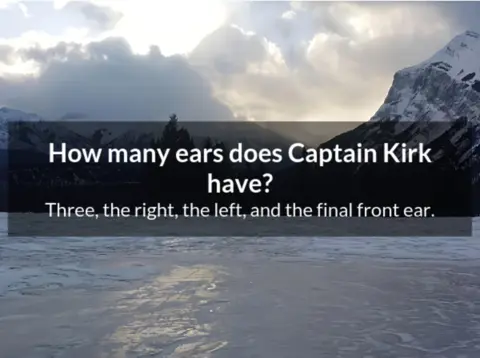 How many ears does Captain Kirk
have?
Three, the right, the left, and the final front ear.